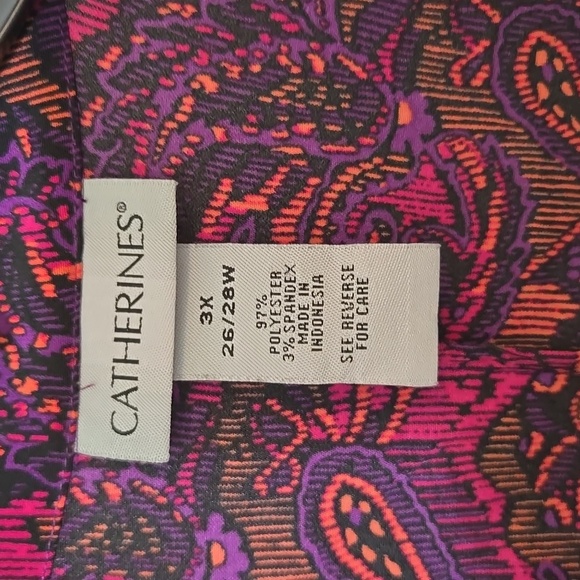 CATHERINES®
3X
26/28W
97%
POLYESTER
3% SPANDEX
MADE IN
INDONESIA
SEE REVERSE
FOR CARE